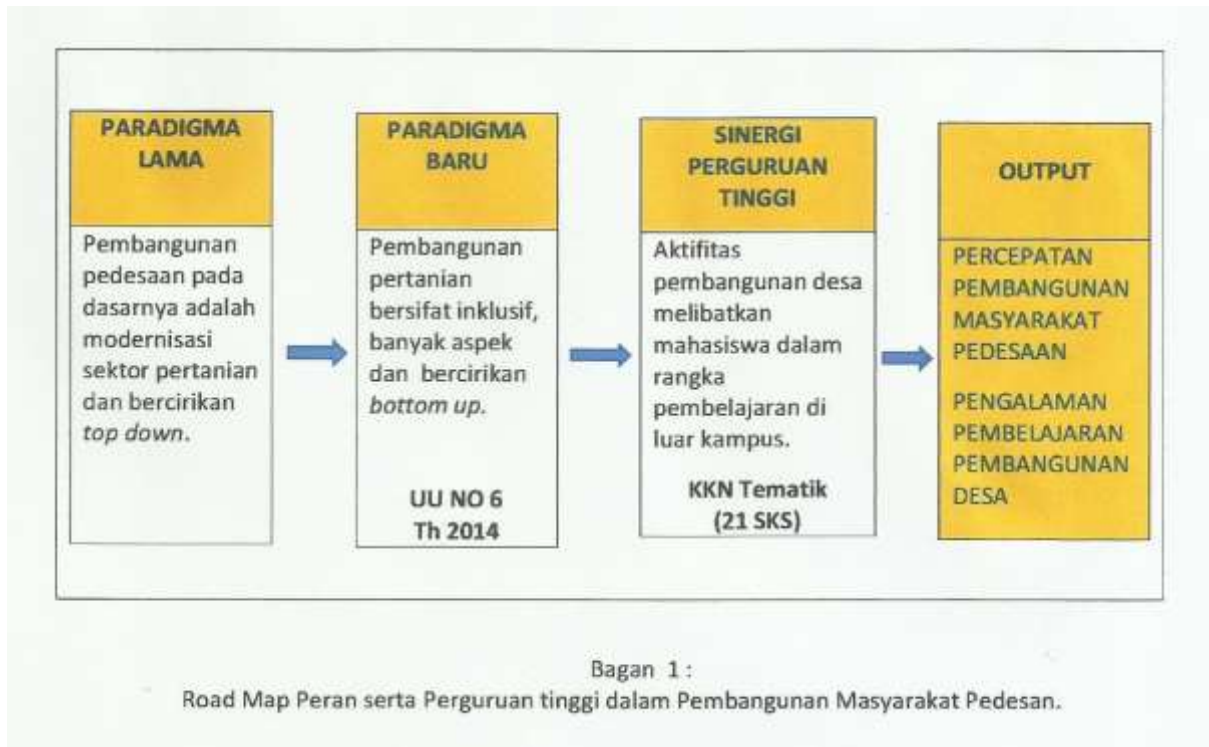 PARADIGMA
LAMA
Pembangunan
pedesaan pada
dasarnya adalah
modernisasi
sektor pertanian
dan bercirikan
top down.
PARADIGMA
BARU
Pembangunan
pertanian
bersifat inklusif,
banyak aspek
dan bercirikan
bottom up.
UU NO 6
Th 2014
SINERGI
PERGURUAN
TINGGI
Aktifitas
pembangunan desa
melibatkan
mahasiswa dalam
rangka
pembelajaran di
luar kampus.
KKN Tematik
(21 SKS)
OUTPUT
PERCEPATAN
PEMBANGUNAN
MASYARAKAT
PEDESAAN
PENGALAMAN
PEMBELAJARAN
PEMBANGUNAN
DESA
Bagan 1 :
Road Map Peran serta Perguruan tinggi dalam Pembangunan Masyarakat Pedesan.